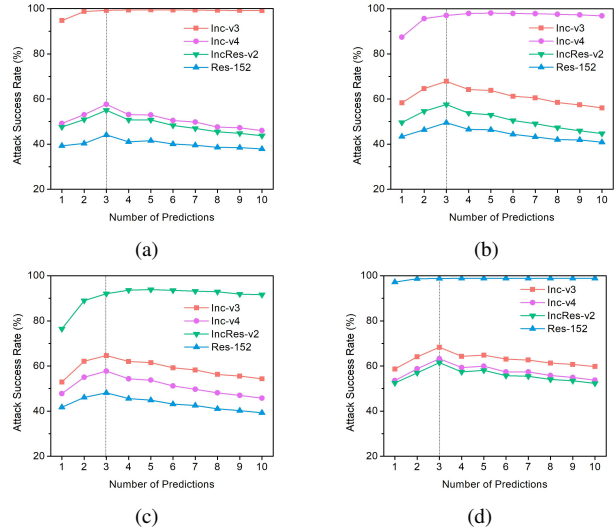 100
80
60
40
20
Attack Success Rate (%)
Inc-v3
Inc-v4
IncRes-v2
Res-152
1 2 3 4 5 6 7 8 9 10
Number of Predictions
(a)
100
80
60
40
20
Attack Success Rate (%)
Inc-v3
Inc-v4
IncRes-v2
Res-152
1 2 3 4 5 6 7 8 9 10
Number of Predictions
(b)
100
80
60
40
20
Attack Success Rate (%)
Inc-v3
Inc-v4
IncRes-v2
Res-152
1 2 3 4 5 6 7 8 9 10
Number of Predictions
(c)
100
80
60
40
20
Attack Success Rate (%)
Inc-v3
Inc-v4
IncRes-v2
Res-152
1 2 3 4 5 6 7 8 9 10
Number of Predictions
(d)